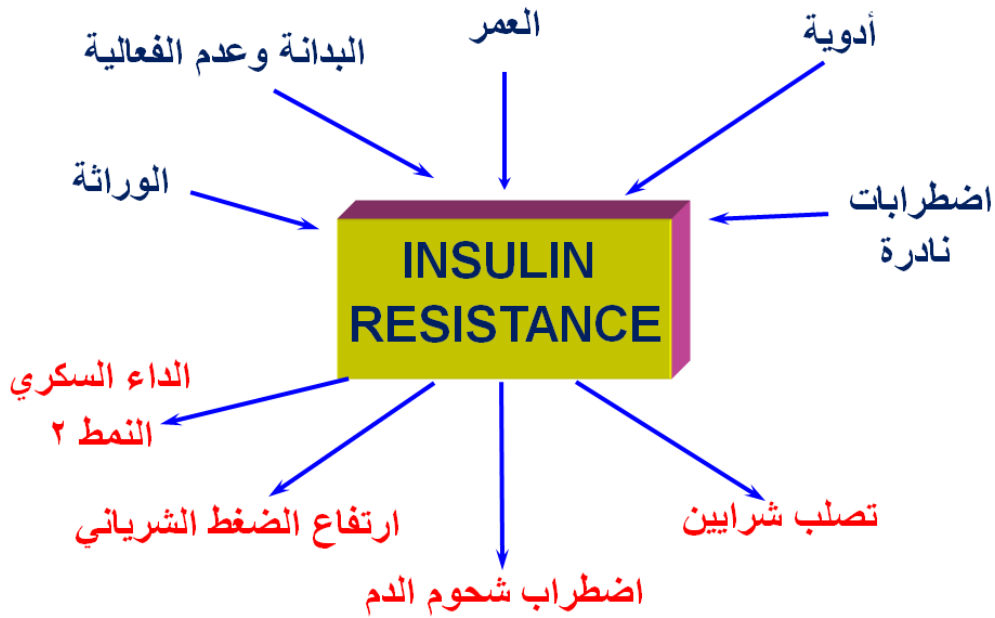 أدوية
العمر
البدانة وعدم الفعالية
الوراثة
اضطرابات
نادرة
INSULIN
RESISTANCE
الداء السكري
النمط ٢
ارتفاع الضغط الشرياني
تصلب شرايين
اضطراب شحوم الدم